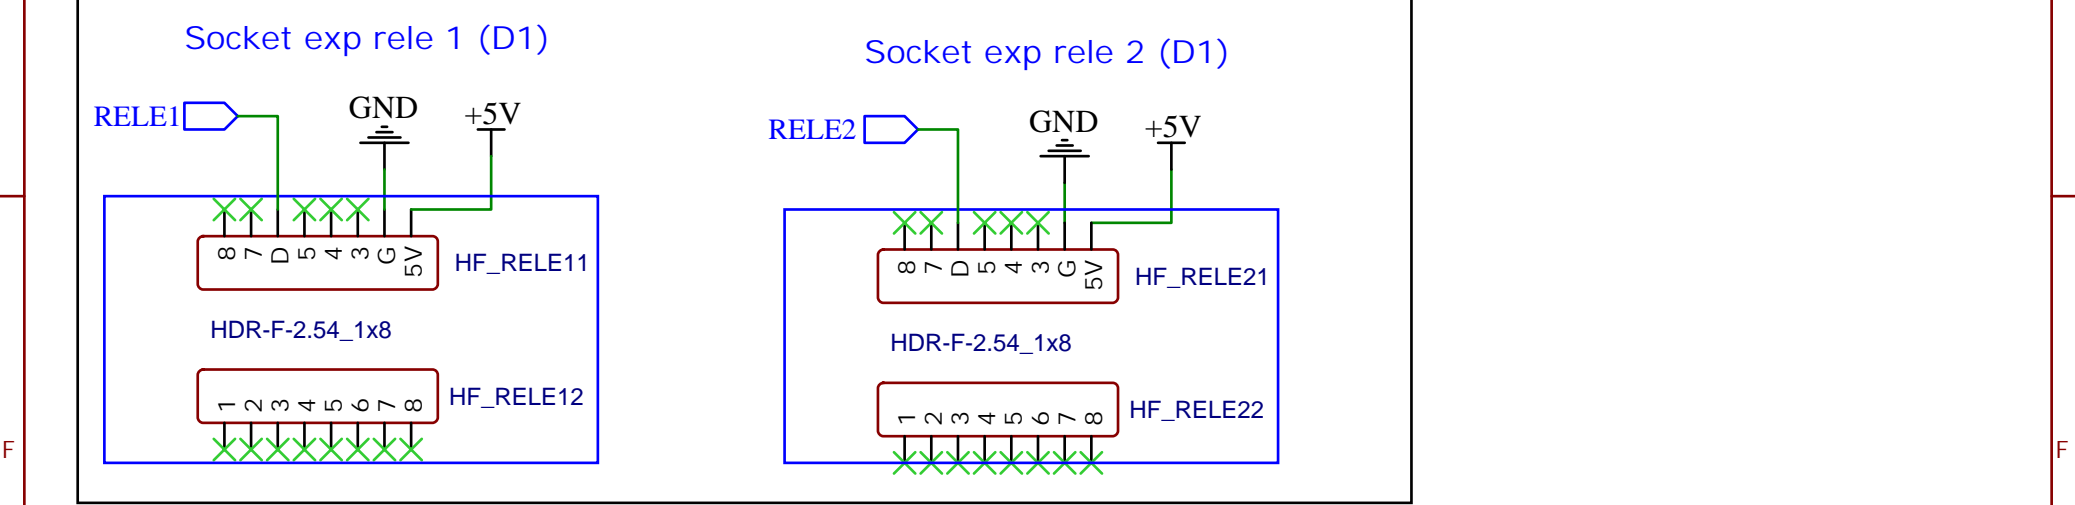 Socket exp rele 1 (D1)
RELE1
GND
+5V
8 7 D 5 4 3 G 5V
HF_RELE11
HDR-F-2.54_1x8
1 2 3 4 5 6 7 8
HF_RELE12
Socket exp rele 2 (D1)
RELE2
GND
+5V
8 7 D 5 4 3 G 5V
HF_RELE21
HDR-F-2.54_1x8
1 2 3 4 5 6 7 8
HF_RELE22
F
F